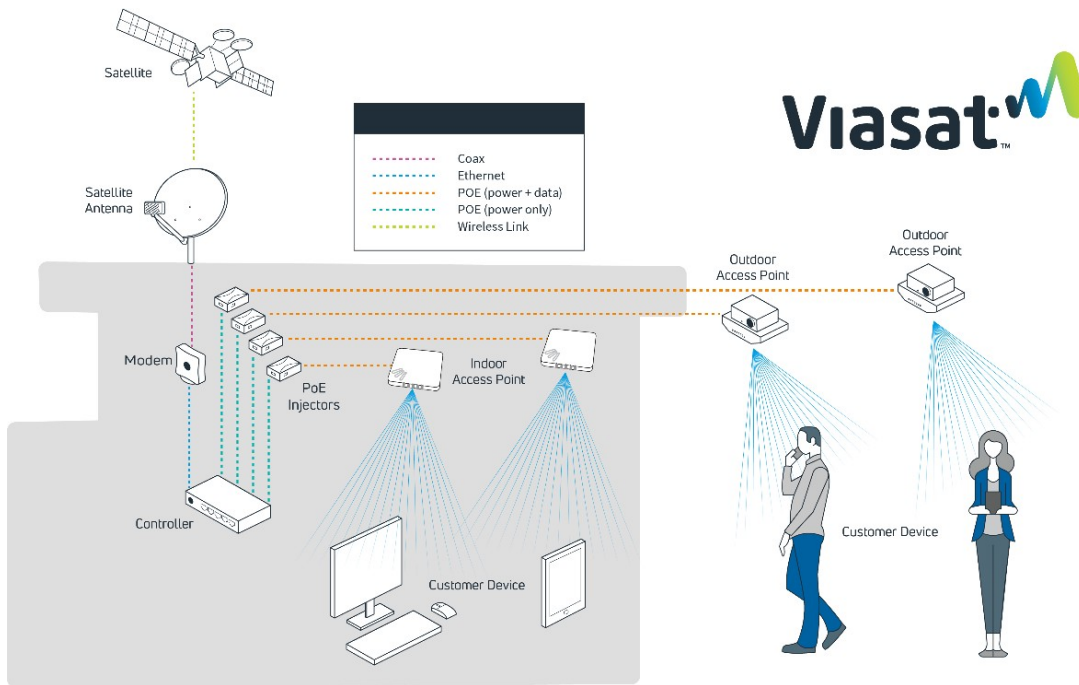 Satellite
Viasat™
Coax
Ethernet
POE (power + data)
POE (power only)
Wireless Link
Satellite
Antenna
Outdoor
Access Point
Outdoor
Access Point
Modem
Indoor
Access Point
PoE
Injectors
Controller
Customer Device
Customer Device